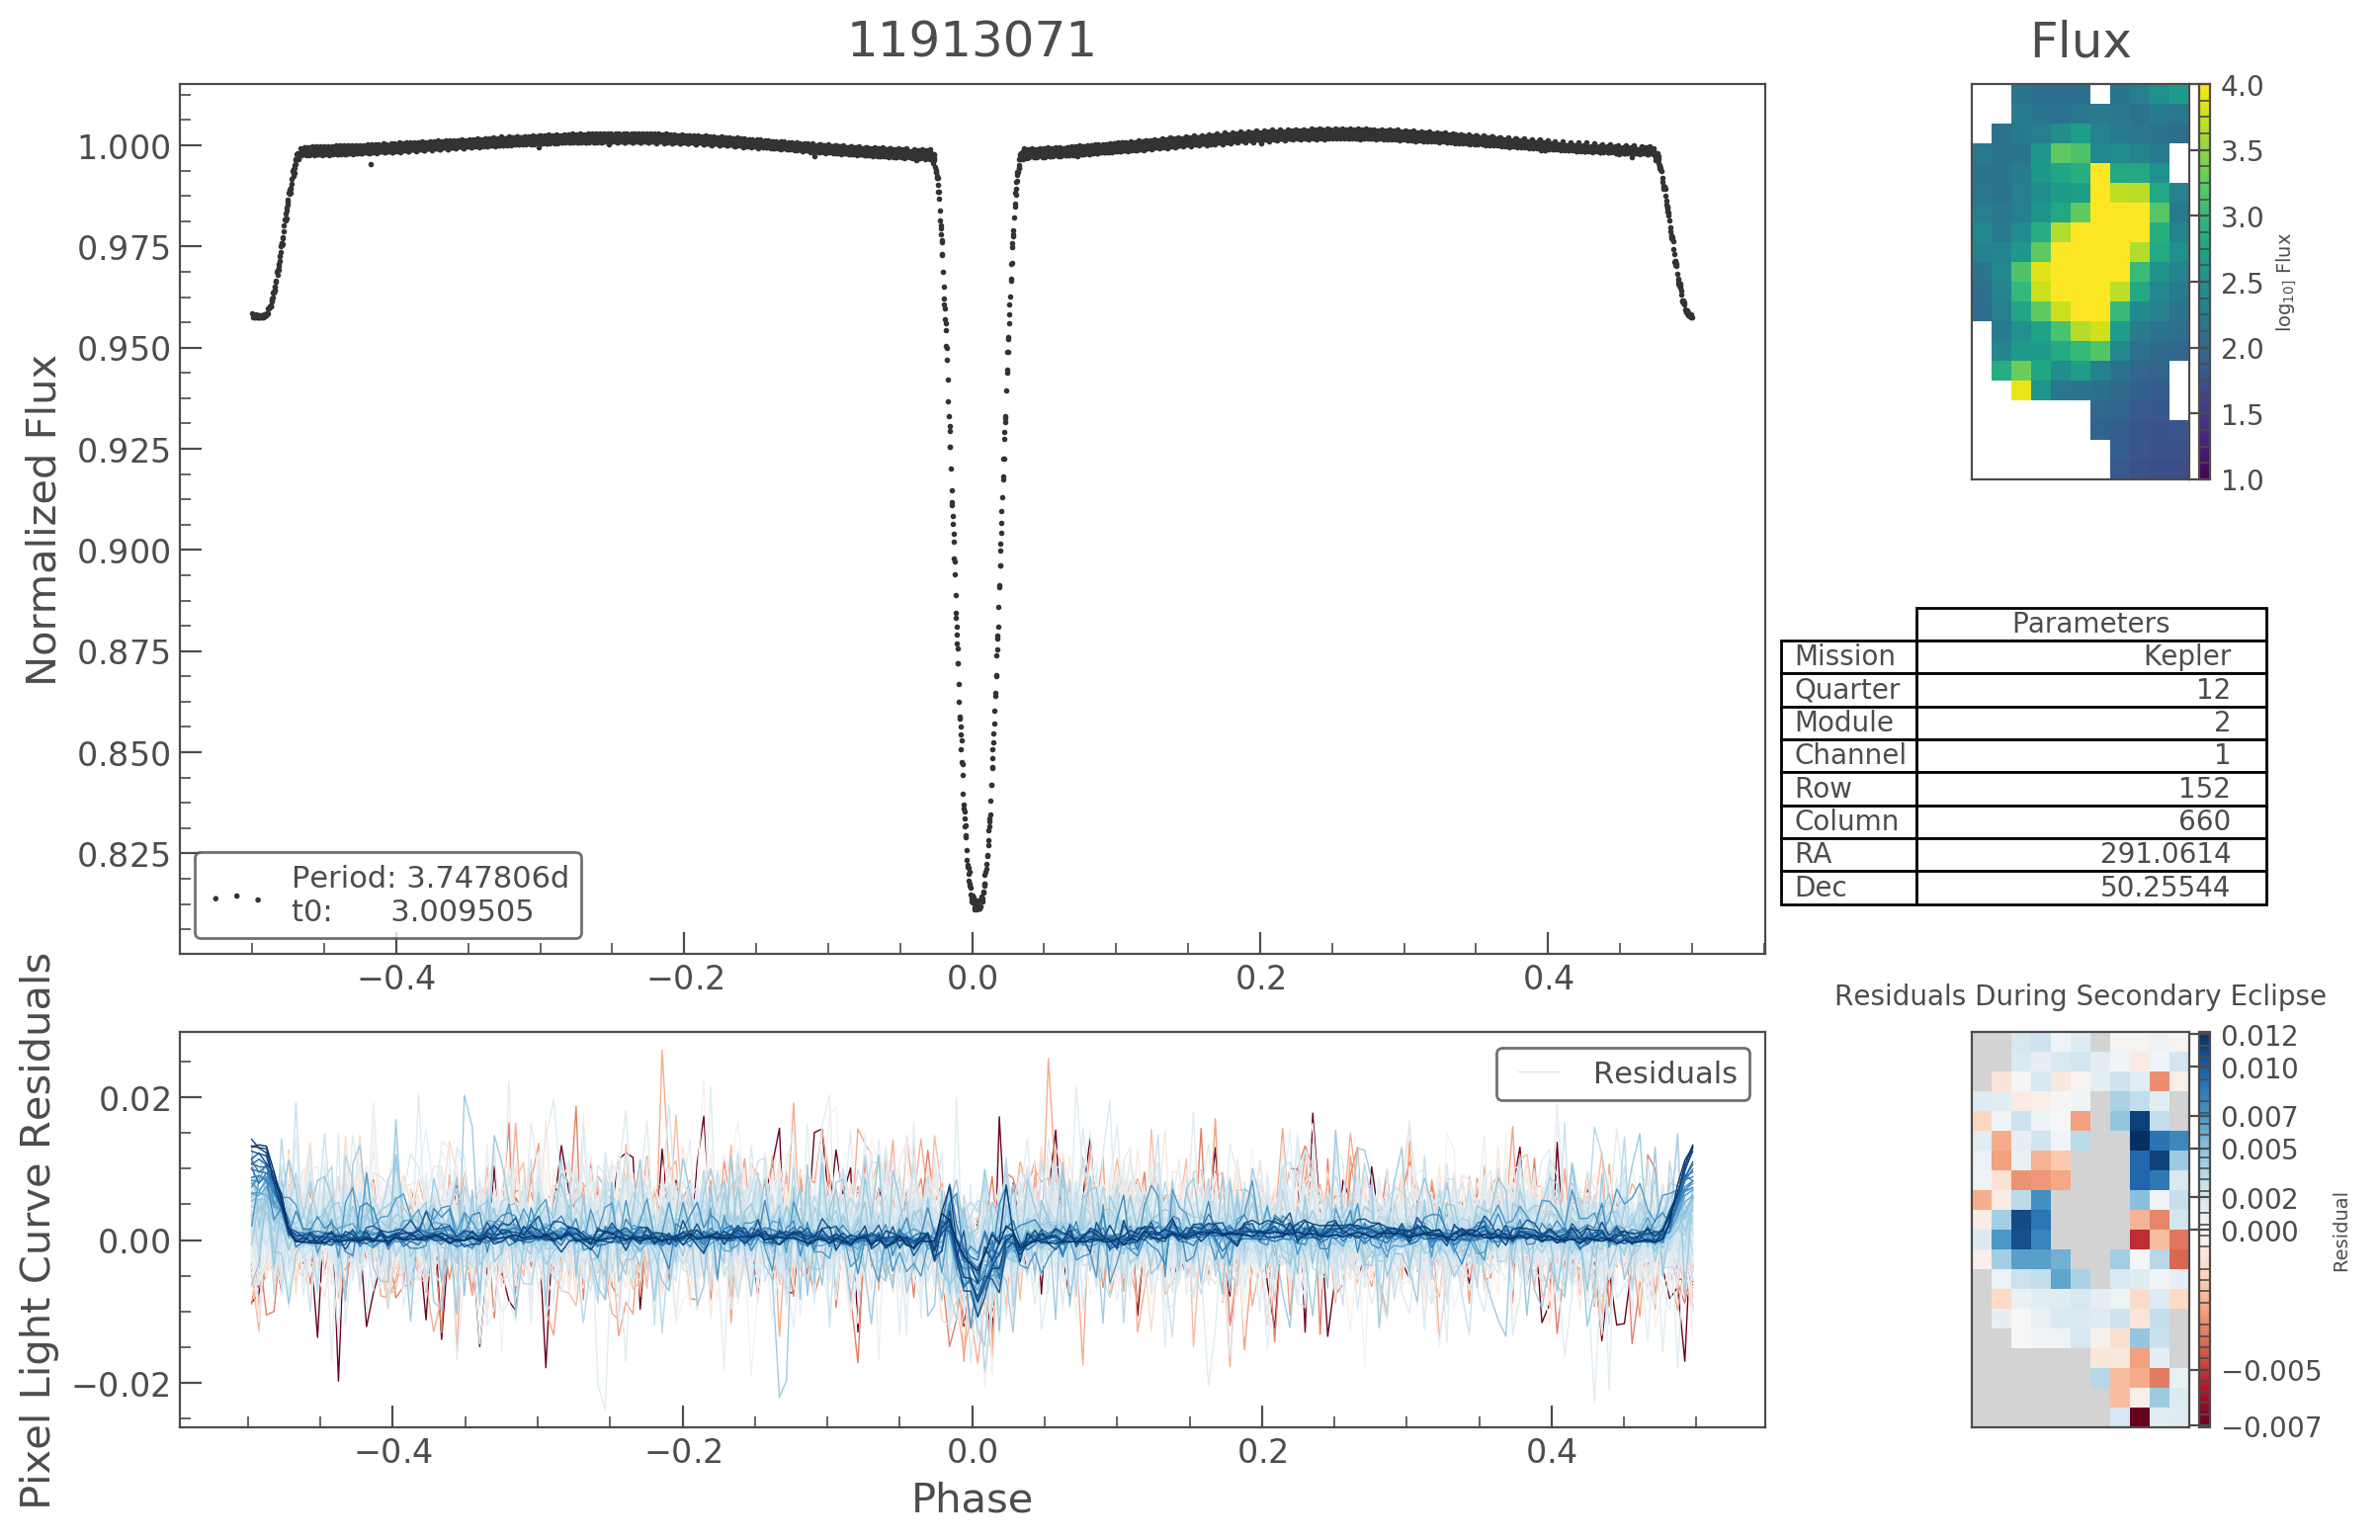 11913071
Normalized Flux
1.000
0.975
0.950
0.925
0.900
0.875
0.850
0.825
Period: 3.747806d
t0: 3.009505
−0.4
−0.2
0.0
0.2
0.4
Flux
4.0
3.5
3.0
2.5
2.0
1.5
1.0
log10] Flux
Parameters
Mission Kepler
Quarter 12
Module 2
Channel 1
Row 152
Column 660
RA 291.0614
Dec 50.25544
Pixel Light Curve Residuals
0.02
0.00
−0.02
Residuals
−0.4
−0.2
0.0
0.2
0.4
Phase
Residuals During Secondary Eclipse
0.012
0.010
0.007
0.005
0.002
0.000
−0.005
−0.007
Residual